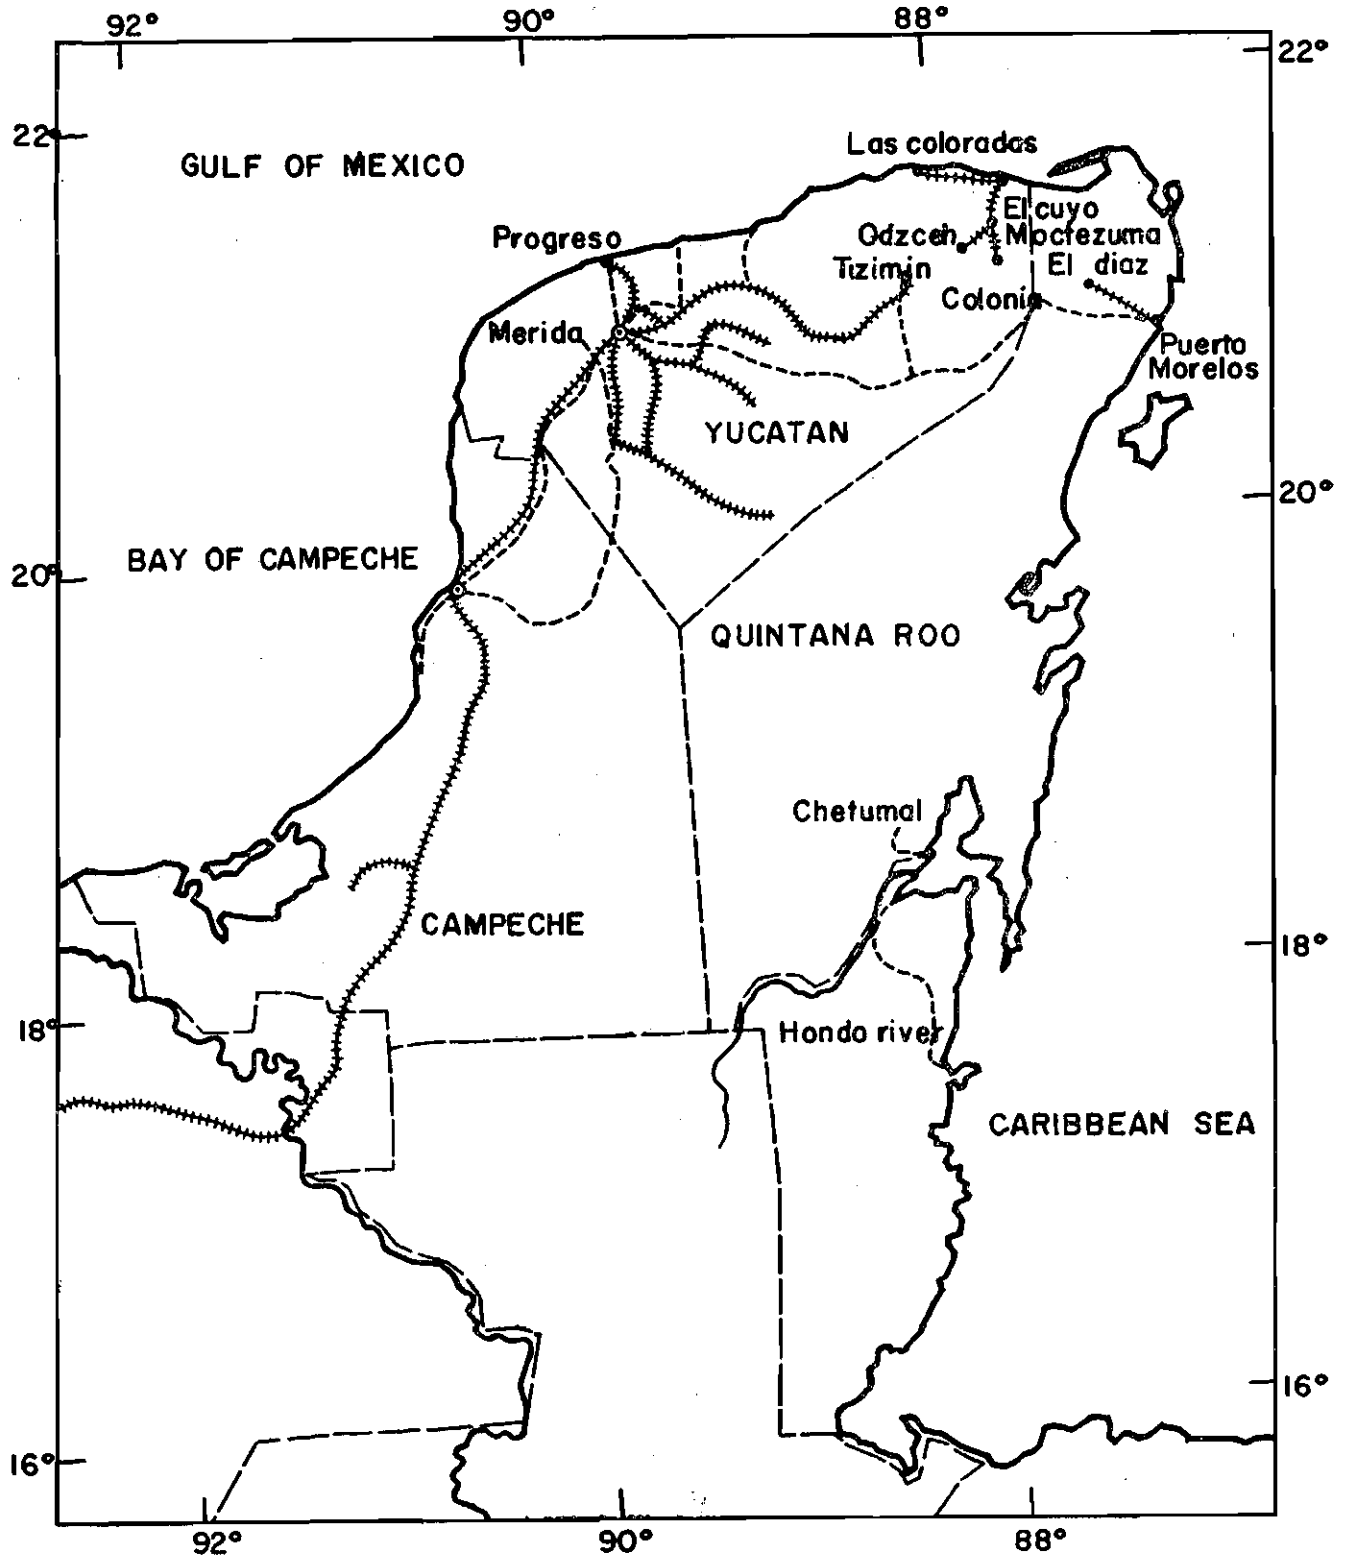 92° 90° 88°
22°
22°
Las coloradas
GULF OF MEXICO
El cuyo
Progreso
Odzceh Moctezuma
Tizimin El diaz
Colonia
Merida
Puerto
Morelos
YUCATAN
20°
BAY OF CAMPECHE
20°
QUINTANA ROO
Chetumal
CAMPECHE
18°
18°
Hondo river
CARIBBEAN SEA
16°
16°
92° 90° 88°